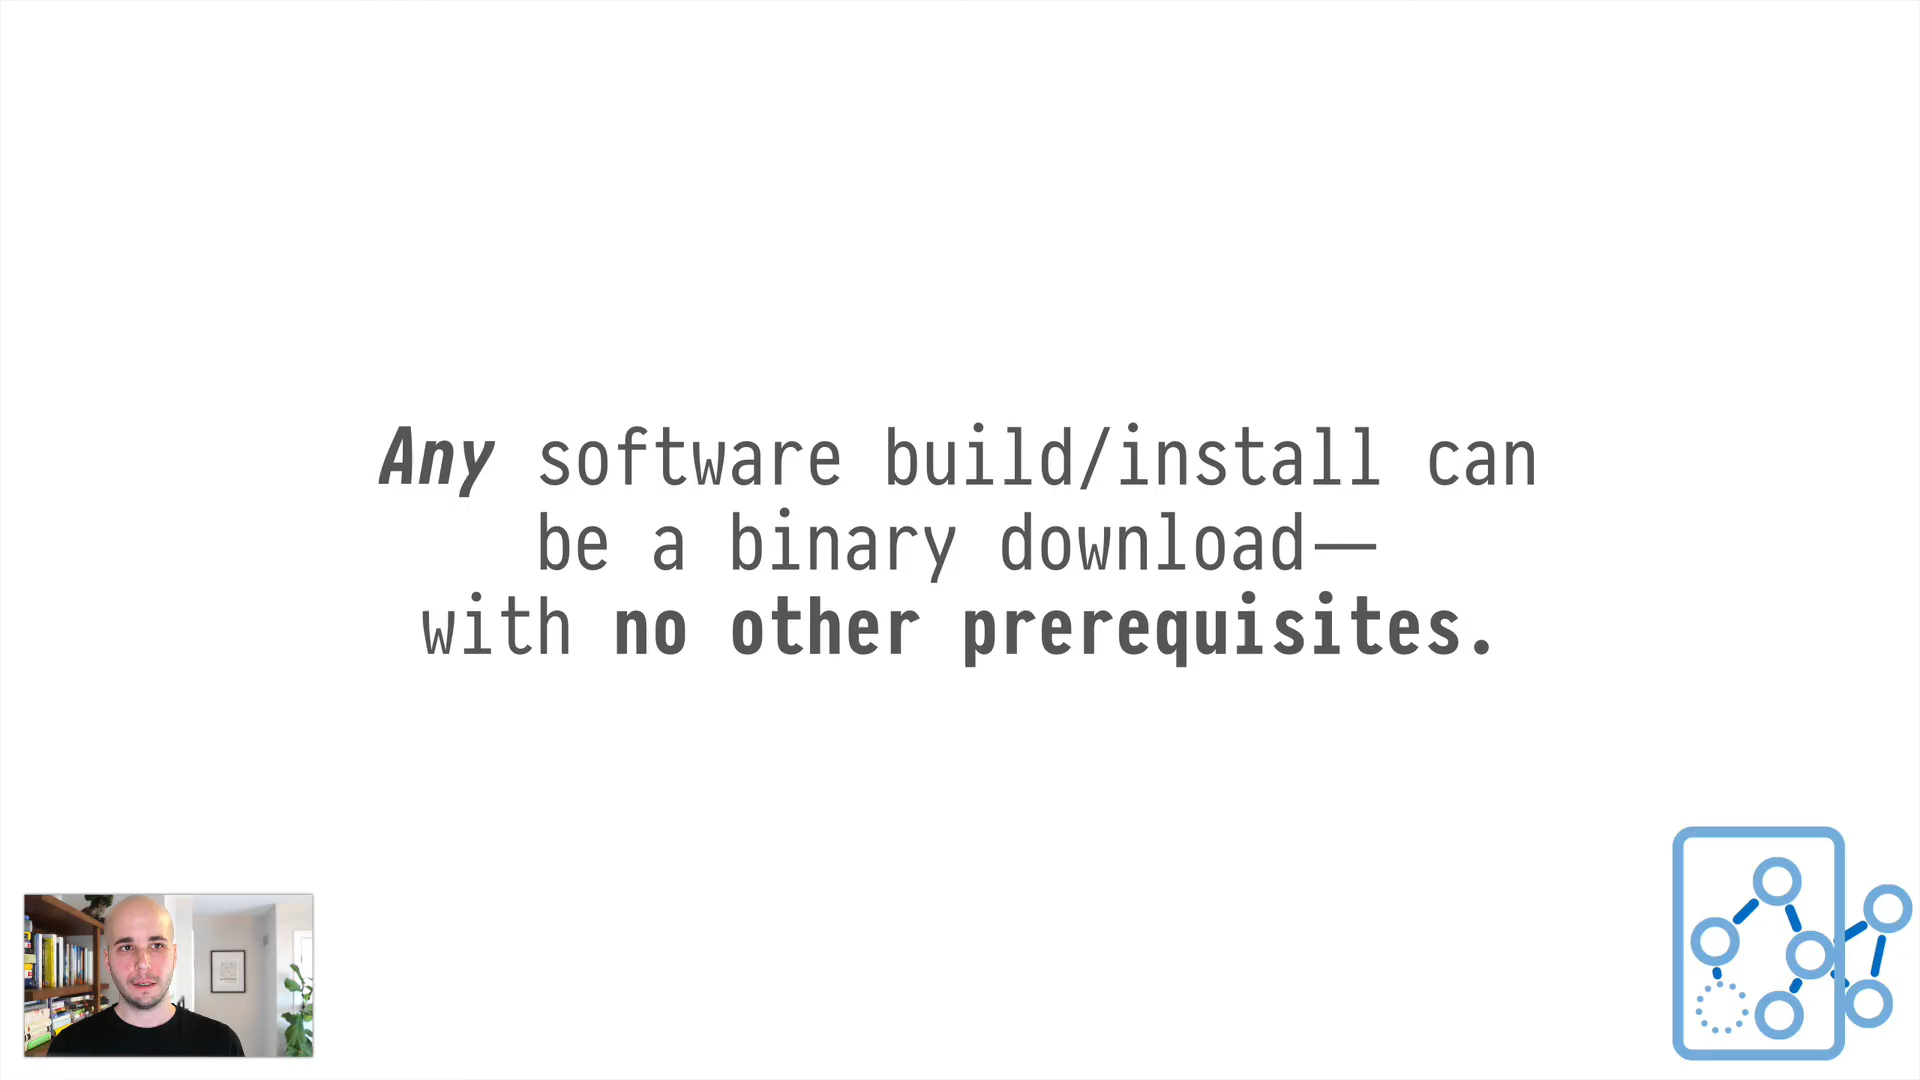 Any software build/install can
be a binary download—
with no other prerequisites.